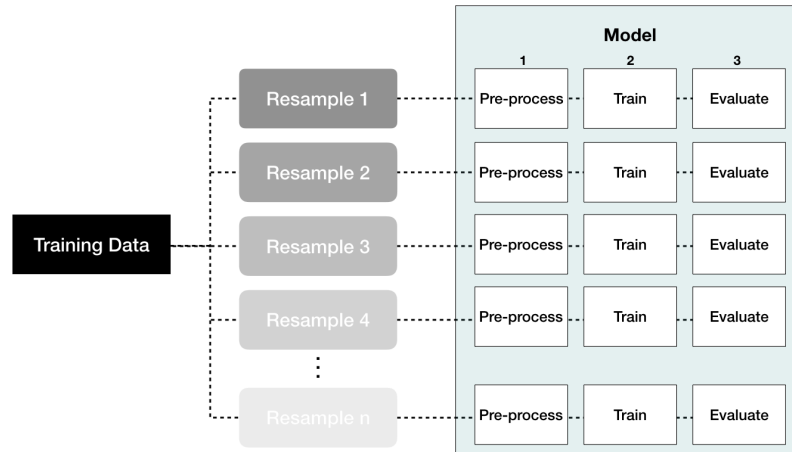 Model
1 2 3
Resample 1 Pre-process Train Evaluate
Resample 2 Pre-process Train Evaluate
Training Data Resample 3 Pre-process Train Evaluate
Resample 4 Pre-process Train Evaluate
Resample n Pre-process Train Evaluate